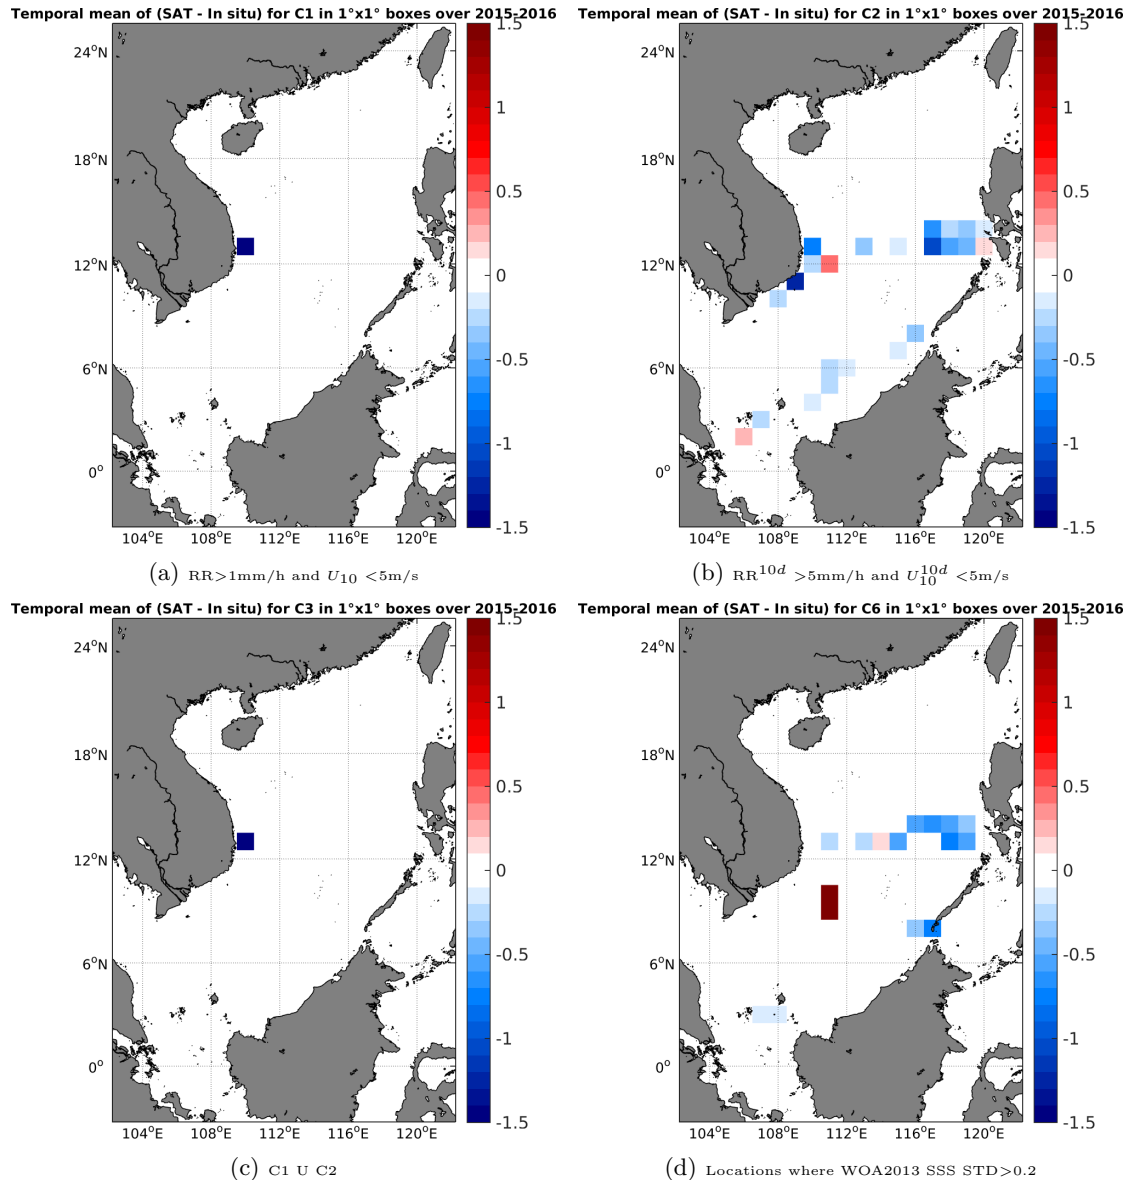 Temporal mean of (SAT - In situ) for C1 in 1°x1° boxes over 2015-2016
24°N
18°N
12°N
6°N
0°
104°E 108°E 112°E 116°E 120°E
1.5
1
0.5
0
-0.5
-1
-1.5
(a) RR>1mm/h and U10 <5m/s
Temporal mean of (SAT - In situ) for C2 in 1°x1° boxes over 2015-2016
24°N
18°N
12°N
6°N
0°
104°E 108°E 112°E 116°E 120°E
1.5
1
0.5
0
-0.5
-1
-1.5
(b) RR^10d >5mm/h and U_10^10d <5m/s
Temporal mean of (SAT - In situ) for C3 in 1°x1° boxes over 2015-2016
24°N
18°N
12°N
6°N
0°
104°E 108°E 112°E 116°E 120°E
1.5
1
0.5
0
-0.5
-1
-1.5
(c) C1 U C2
Temporal mean of (SAT - In situ) for C6 in 1°x1° boxes over 2015-2016
24°N
18°N
12°N
6°N
0°
104°E 108°E 112°E 116°E 120°E
1.5
1
0.5
0
-0.5
-1
-1.5
(d) Locations where WOA2013 SSS STD>0.2